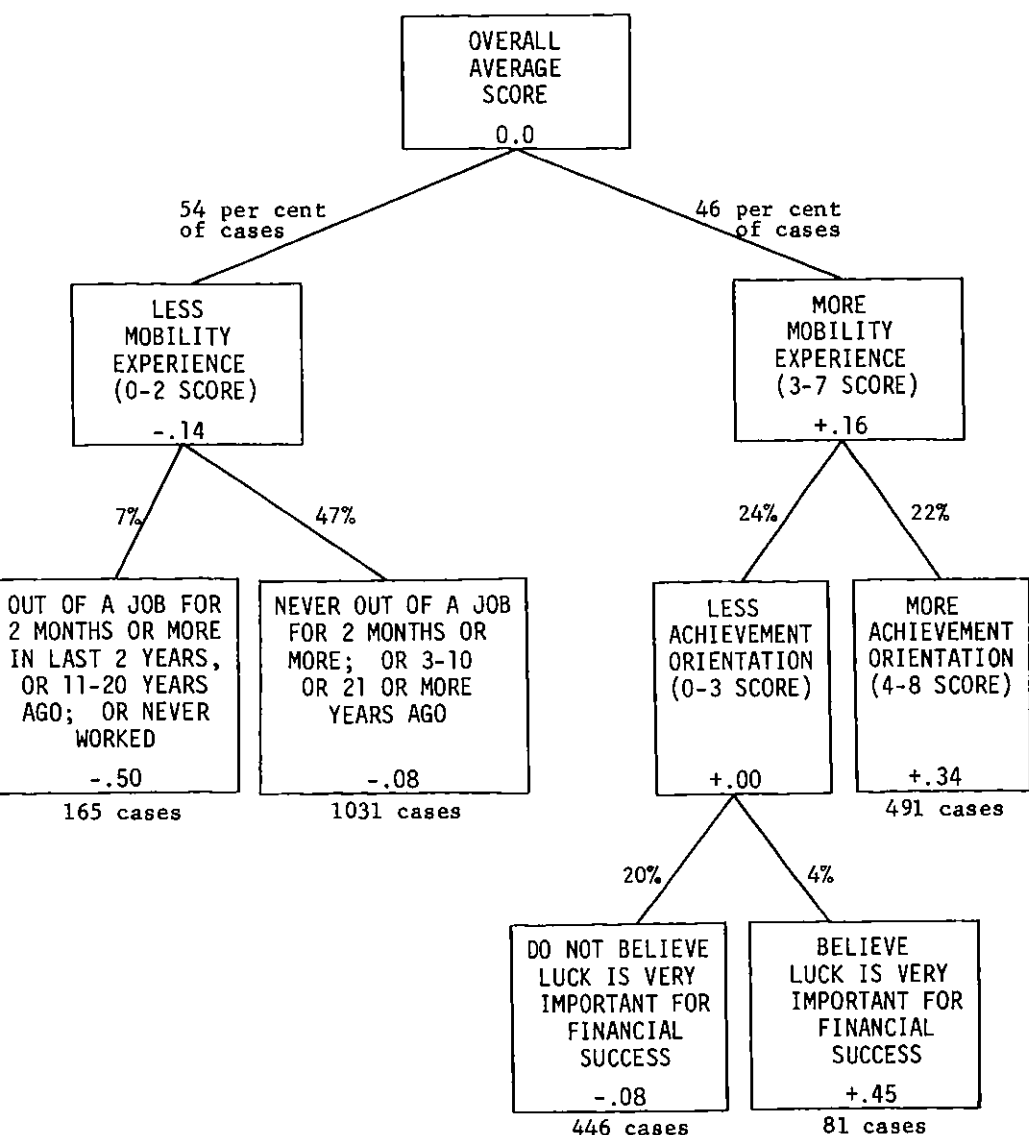 OVERALL
AVERAGE
SCORE
0.0
54 per cent
of cases
46 per cent
of cases
LESS
MOBILITY
EXPERIENCE
(0-2 SCORE)
-.14
MORE
MOBILITY
EXPERIENCE
(3-7 SCORE)
+.16
7%
47%
24%
22%
OUT OF A JOB FOR
2 MONTHS OR MORE
IN LAST 2 YEARS,
OR 11-20 YEARS
AGO; OR NEVER
WORKED
-.50
165 cases
NEVER OUT OF A JOB
FOR 2 MONTHS OR
MORE; OR 3-10
OR 21 OR MORE
YEARS AGO
-.08
1031 cases
LESS
ACHIEVEMENT
ORIENTATION
(0-3 SCORE)
+.00
MORE
ACHIEVEMENT
ORIENTATION
(4-8 SCORE)
+.34
491 cases
20%
4%
DO NOT BELIEVE
LUCK IS VERY
IMPORTANT FOR
FINANCIAL
SUCCESS
-.08
446 cases
BELIEVE
LUCK IS VERY
IMPORTANT FOR
FINANCIAL
SUCCESS
+.45
81 cases